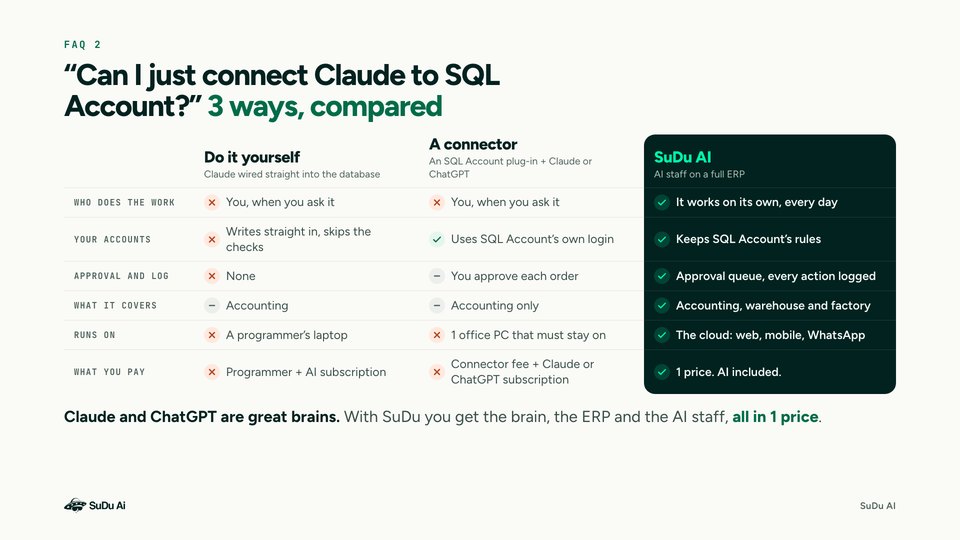 FAQ 2
“Can I just connect Claude to SQL
Account?” 3 ways, compared
Do it yourself
Claude wired straight into the database
A connector
An SQL Account plug-in + Claude or
ChatGPT
SuDu AI
AI staff on a full ERP
WHO DOES THE WORK
You, when you ask it
You, when you ask it
It works on its own, every day
YOUR ACCOUNTS
Writes straight in, skips the
checks
Uses SQL Account’s own login
Keeps SQL Account’s rules
APPROVAL AND LOG
None
You approve each order
Approval queue, every action logged
WHAT IT COVERS
Accounting
Accounting only
Accounting, warehouse and factory
RUNS ON
A programmer’s laptop
1 office PC that must stay on
The cloud: web, mobile, WhatsApp
WHAT YOU PAY
Programmer + AI subscription
Connector fee + Claude or
ChatGPT subscription
1 price. AI included.
Claude and ChatGPT are great brains. With SuDu you get the brain, the ERP and the AI staff, all in 1 price.
SuDu Ai
SuDu AI